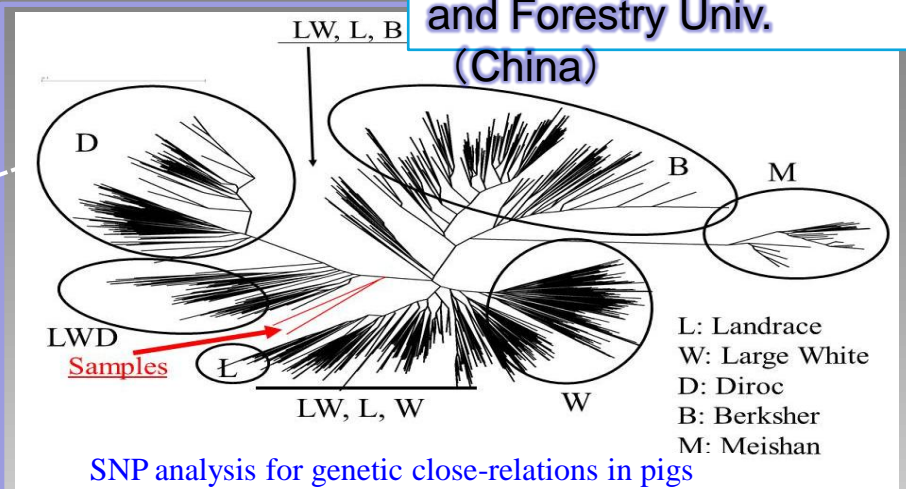 and Forestry Univ.
（China）
LW, L, B
D
B
M
LWD
Samples
L
LW, L, W
W
L: Landrace
W: Large White
D: Diroc
B: Berksher
M: Meishan
SNP analysis for genetic close-relations in pigs